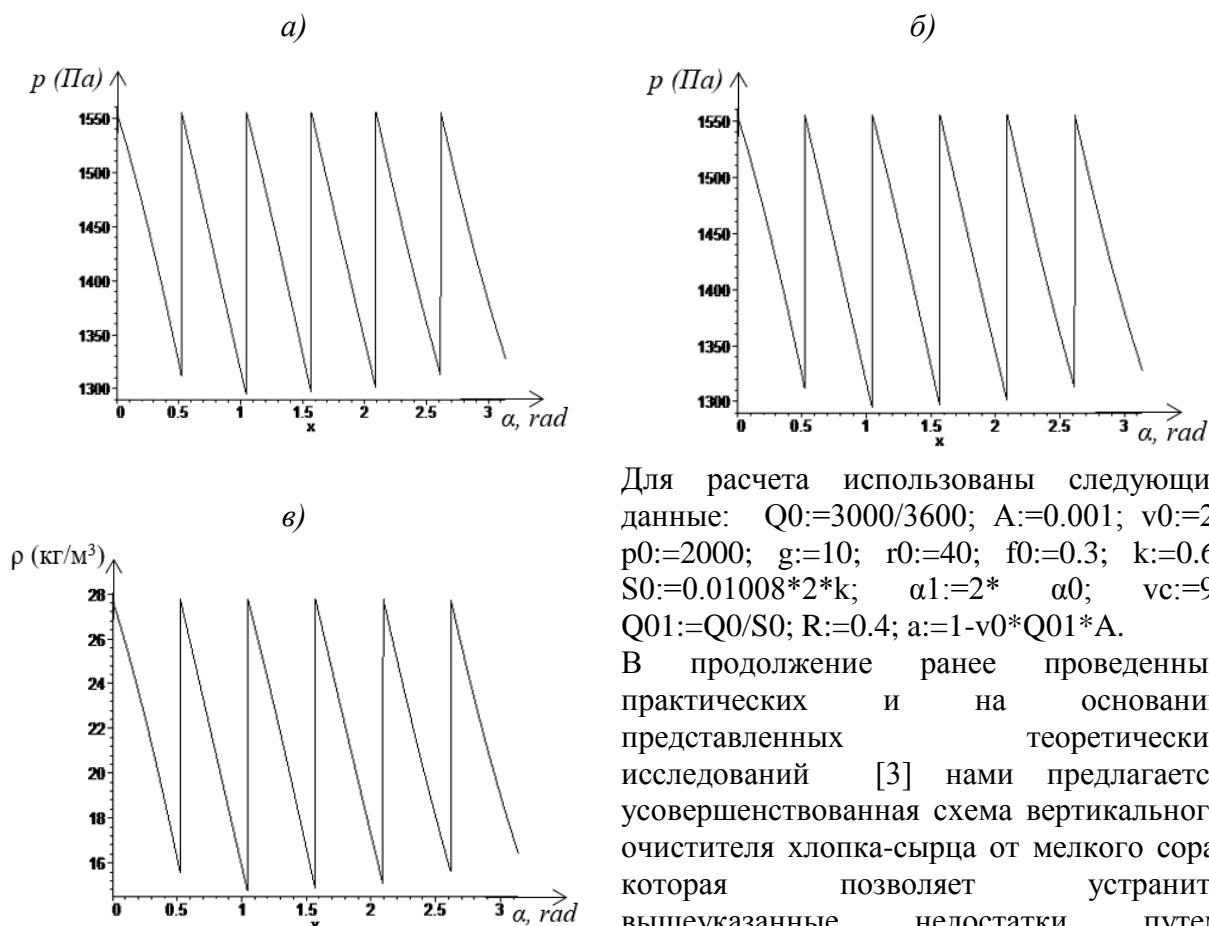 а)
p (Па)
1550
1500
1450
1400
1350
1300
0 0.5 1 1.5 2 2.5 3 α, rad
x
б)
p (Па)
1550
1500
1450
1400
1350
1300
0 0.5 1 1.5 2 2.5 3 α, rad
x
в)
ρ (кг/м³)
28
26
24
22
20
18
16
0 0.5 1 1.5 2 2.5 3 α, rad
x
Для расчета использованы следующи
данные: Q0:=3000/3600; A:=0.001; v0:=2
p0:=2000; g:=10; r0:=40; f0:=0.3; k:=0.6
S0:=0.01008*2*k; α1:=2* α0; vc:=9
Q01:=Q0/S0; R:=0.4; a:=1-v0*Q01*A.
В продолжение ранее проведенны
практических и на основани
представленных теоретически
исследований [3] нами предлагаетс
усовершенствованная схема вертикальног
очистителя хлопка-сырца от мелкого сора
которая позволяет устранит
вышеуказанные недостатки путем